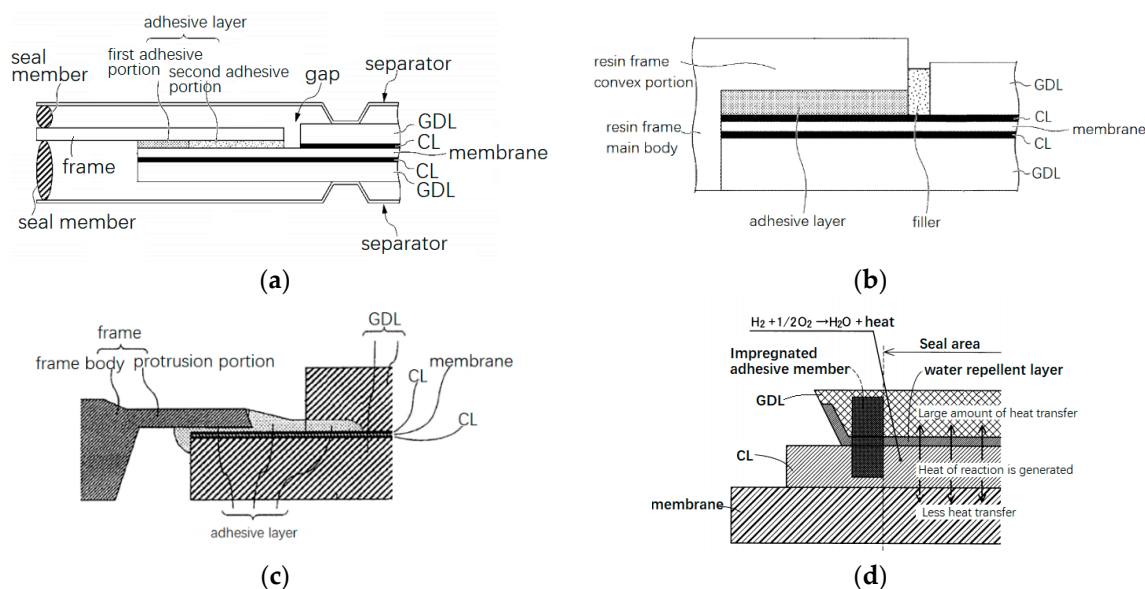 adhesive layer
first adhesive
portion
second adhesive
portion
seal
member
gap
separator
GDL
CL
membrane
CL
GDL
frame
seal member
separator
(a)
resin frame
convex portion
resin frame
main body
GDL
CL
membrane
CL
GDL
adhesive layer
filler
(b)
GDL
frame
frame body
protrusion portion
membrane
CL
CL
adhesive layer
(c)
H2 +1/2O2→H2O + heat
Seal area
Impregnated
adhesive member
water repellent layer
GDL
Large amount of heat transfer
CL
Heat of reaction is generated
membrane
Less heat transfer
(d)